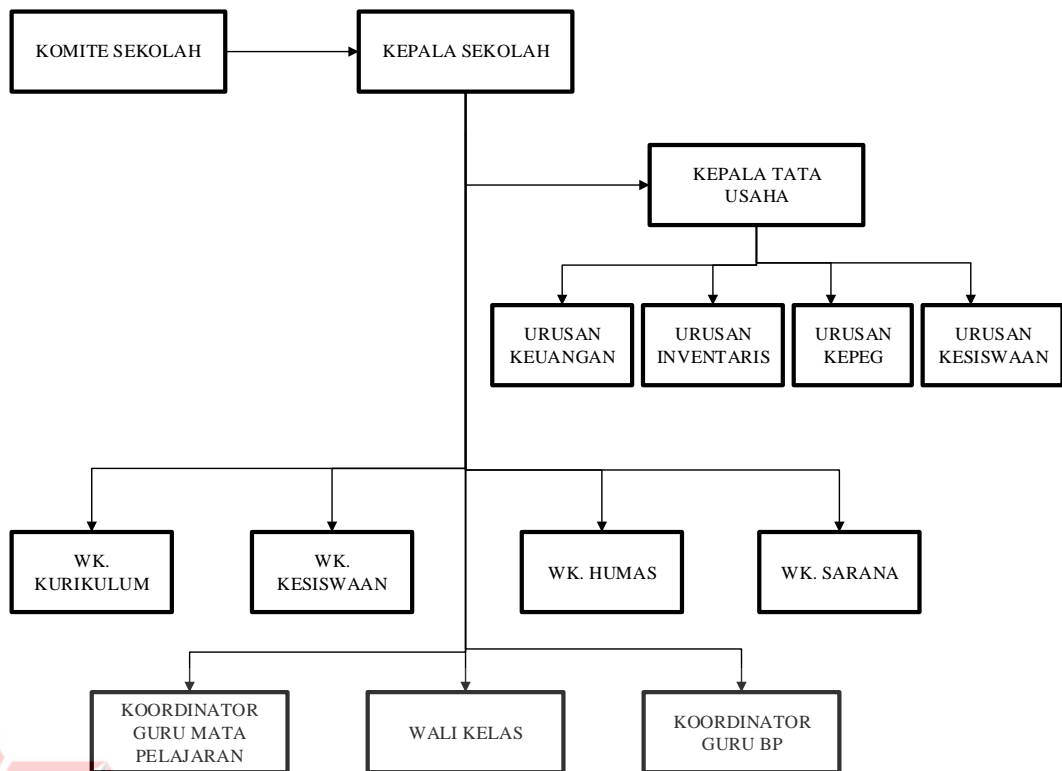 KOMITE SEKOLAH
KEPALA SEKOLAH
KEPALA TATA
USAHA
URUSAN
KEUANGAN
URUSAN
INVENTARIS
URUSAN
KEPEG
URUSAN
KESISWAAN
WK.
KURIKULUM
WK.
KESISWAAN
WK. HUMAS
WK. SARANA
KOORDINATOR
GURU MATA
PELAJARAN
WALI KELAS
KOORDINATOR
GURU BP